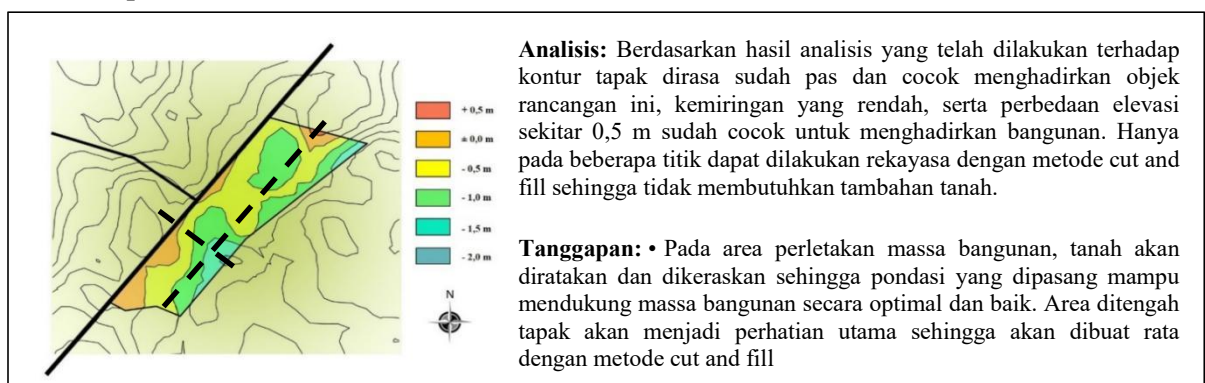 Analisis: Berdasarkan hasil analisis yang telah dilakukan terhadap
kontur tapak dirasa sudah pas dan cocok menghadirkan objek
rancangan ini, kemiringan yang rendah, serta perbedaan elevasi
sekitar 0,5 m sudah cocok untuk menghadirkan bangunan. Hanya
pada beberapa titik dapat dilakukan rekayasa dengan metode cut and
fill sehingga tidak membutuhkan tambahan tanah.
Tanggapan: • Pada area perletakan massa bangunan, tanah akan
diratakan dan dikeraskan sehingga pondasi yang dipasang mampu
mendukung massa bangunan secara optimal dan baik. Area ditengah
tapak akan menjadi perhatian utama sehingga akan dibuat rata
dengan metode cut and fill
+ 0,5 m
± 0,0 m
- 0,5 m
- 1,0 m
- 1,5 m
- 2,0 m
N